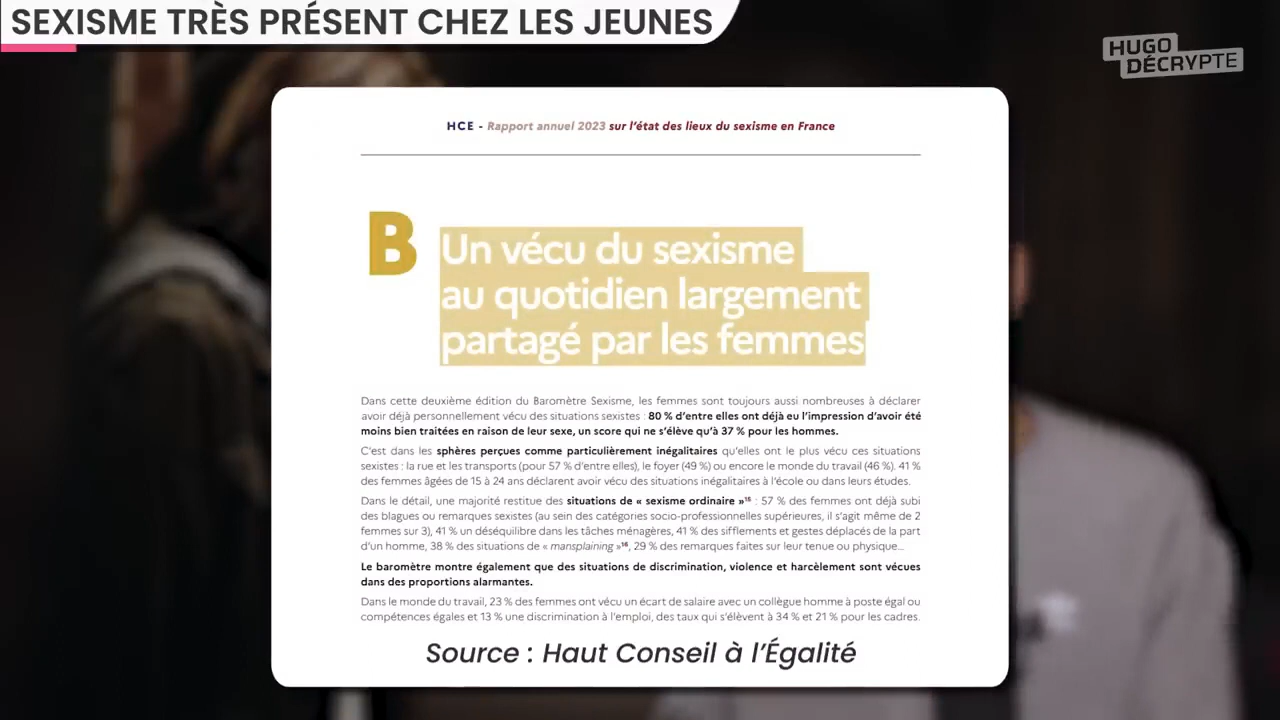 SEXISME TRÈS PRÉSENT CHEZ LES JEUNES
HUGO
DÉCRYPTE
HCE - Rapport annuel 2023 sur l'état des lieux du sexisme en France
B
Un vécu du sexisme
au quotidien largement
partagé par les femmes
Dans cette deuxième édition du Baromètre Sexisme, les femmes sont toujours aussi nombreuses à déclarer
avoir déjà personnellement vécu des situations sexistes : 80 % d'entre elles ont déjà eu l'impression d'avoir été
moins bien traitées en raison de leur sexe, un score qui ne s'élève qu'à 37 % pour les hommes.
C'est dans les sphères perçues comme particulièrement inégalitaires qu'elles ont le plus vécu ces situations
sexistes : la rue et les transports (pour 57 % d'entre elles), le foyer (49 %) ou encore le monde du travail (46 %). 41 %
des femmes âgées de 15 à 24 ans déclarent avoir vécu des situations inégalitaires à l'école ou dans leurs études.
Dans le détail, une majorité restitue des situations de « sexisme ordinaire »15 : 57 % des femmes ont déjà subi
des blagues ou remarques sexistes (au sein des catégories socio-professionnelles supérieures, il s'agit même de 2
femmes sur 3), 41 % un déséquilibre dans les tâches ménagères, 41 % des sifflements et gestes déplacés de la part
d'un homme, 38 % des situations de « mansplaining »16, 29 % des remarques faites sur leur tenue ou physique...
Le baromètre montre également que des situations de discrimination, violence et harcèlement sont vécues
dans des proportions alarmantes.
Dans le monde du travail, 23 % des femmes ont vécu un écart de salaire avec un collègue homme à poste égal ou
compétences égales et 13 % une discrimination à l'emploi, des taux qui s'élèvent à 34 % et 21 % pour les cadres.
Source : Haut Conseil à l'Égalité